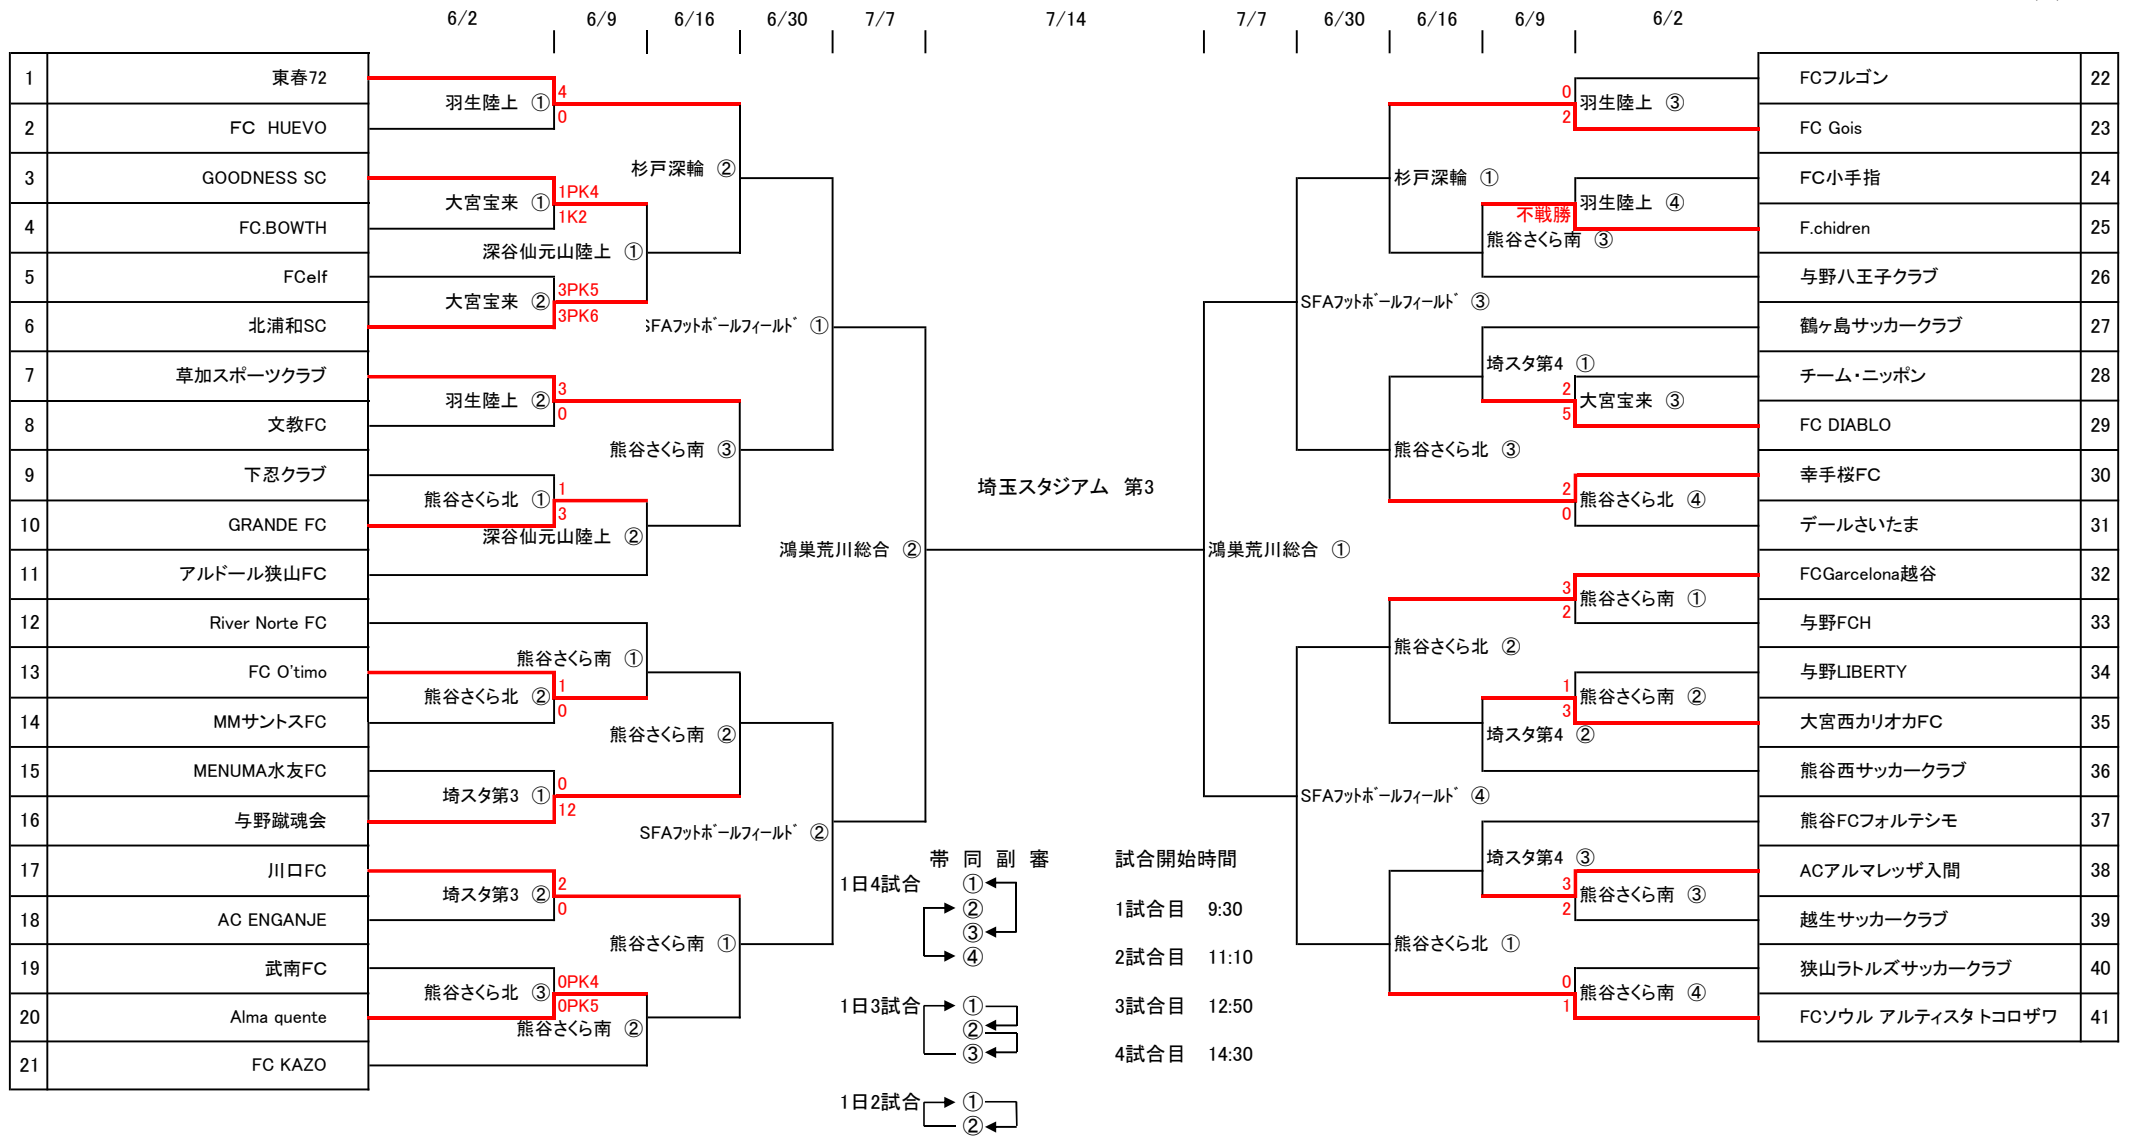 6/2 6/9 6/16 6/30 7/7 7/14 7/7 6/30 6/16 6/9 6/2
1 東春72
羽生陸上 ① 4
0
2 FC HUEVO
杉戸深輪 ②
3 GOODNESS SC
大宮宝来 ① 1PK4
1K2
4 FC.BOWTH
深谷仙元山陸上 ①
5 FCelf
大宮宝来 ② 3PK5
3PK6
6 北浦和SC
SFAフットボールフィールド ①
7 草加スポーツクラブ
羽生陸上 ② 3
0
8 文教FC
熊谷さくら南 ③
9 下忍クラブ
熊谷さくら北 ① 1
3
10 GRANDE FC
深谷仙元山陸上 ②
鴻巣荒川総合 ②
11 アルドール狭山FC
12 River Norte FC
熊谷さくら南 ①
13 FC O'timo
熊谷さくら北 ② 1
0
14 MMサントスFC
熊谷さくら南 ②
15 MENUMA水友FC
埼スタ第3 ① 0
12
16 与野蹴魂会
SFAフットボールフィールド ②
17 川口FC
埼スタ第3 ② 2
0
18 AC ENGANJE
熊谷さくら南 ①
19 武南FC
熊谷さくら北 ③ 0PK4
0PK5
20 Alma quente
熊谷さくら南 ②
21 FC KAZO
埼玉スタジアム 第3
FCフルゴン 22
0 羽生陸上 ③
2
FC Gois 23
杉戸深輪 ①
FC小手指 24
羽生陸上 ④
不戦勝
F.chidren 25
熊谷さくら南 ③
与野八王子クラブ 26
SFAフットボールフィールド ③
鶴ヶ島サッカークラブ 27
埼スタ第4 ①
チーム・ニッポン 28
2 大宮宝来 ③
5
FC DIABLO 29
熊谷さくら北 ③
幸手桜FC 30
2 熊谷さくら北 ④
0
デールさいたま 31
鴻巣荒川総合 ①
FCGarcelona越谷 32
3 熊谷さくら南 ①
2
与野FCH 33
熊谷さくら北 ②
与野LIBERTY 34
1 熊谷さくら南 ②
3
大宮西カリオカFC 35
埼スタ第4 ②
熊谷西サッカークラブ 36
SFAフットボールフィールド ④
熊谷FCフォルテシモ 37
埼スタ第4 ③
ACアルマレッザ入間 38
3 熊谷さくら南 ③
2
越生サッカークラブ 39
熊谷さくら北 ①
狭山ラトルズサッカークラブ 40
0 熊谷さくら南 ④
1
FCソウル アルティスタトコロザワ 41
帯 同 副 審
1日4試合 ①
②
③
④
1日3試合 ①
②
③
1日2試合 ①
②
試合開始時間
1試合目 9:30
2試合目 11:10
3試合目 12:50
4試合目 14:30